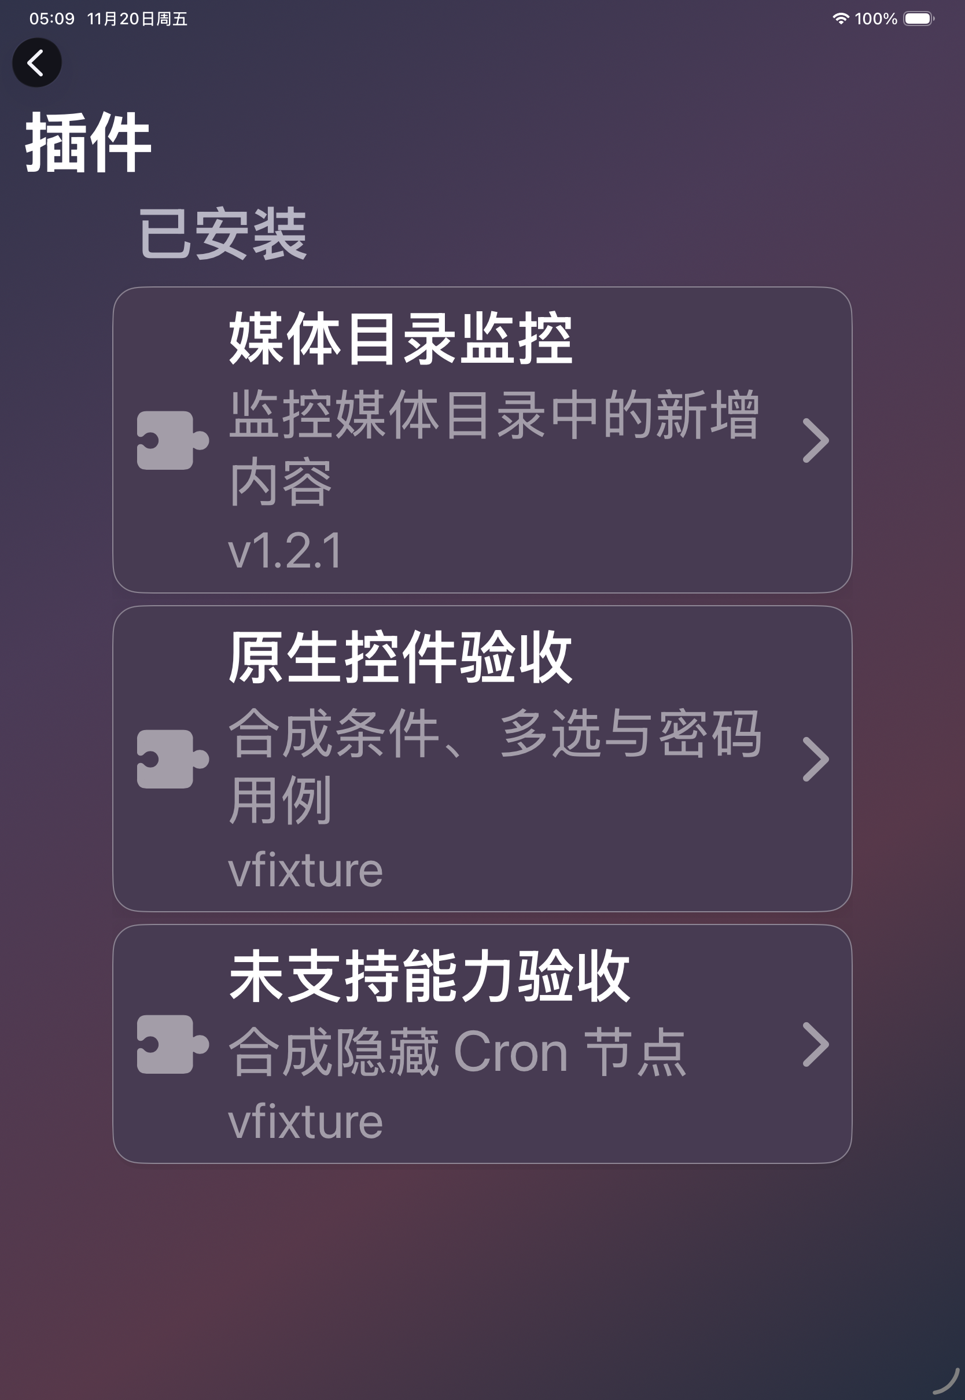 05:09 11月20日周五 100%
插件
已安装
媒体目录监控
监控媒体目录中的新增
内容
v1.2.1
原生控件验收
合成条件、多选与密码
用例
vfixture
未支持能力验收
合成隐藏 Cron 节点
vfixture